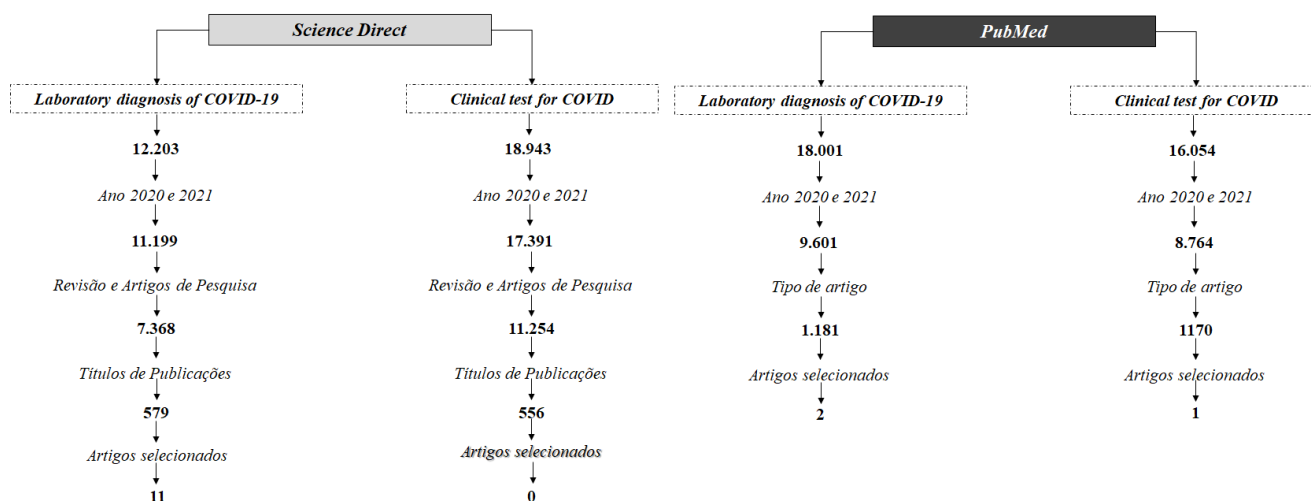 Science Direct
Laboratory diagnosis of COVID-19
12.203
Ano 2020 e 2021
11.199
Revisão e Artigos de Pesquisa
7.368
Títulos de Publicações
579
Artigos selecionados
11
Clinical test for COVID
18.943
Ano 2020 e 2021
17.391
Revisão e Artigos de Pesquisa
11.254
Títulos de Publicações
556
Artigos selecionados
0
PubMed
Laboratory diagnosis of COVID-19
18.001
Ano 2020 e 2021
9.601
Tipo de artigo
1.181
Artigos selecionados
2
Clinical test for COVID
16.054
Ano 2020 e 2021
8.764
Tipo de artigo
1170
Artigos selecionados
1